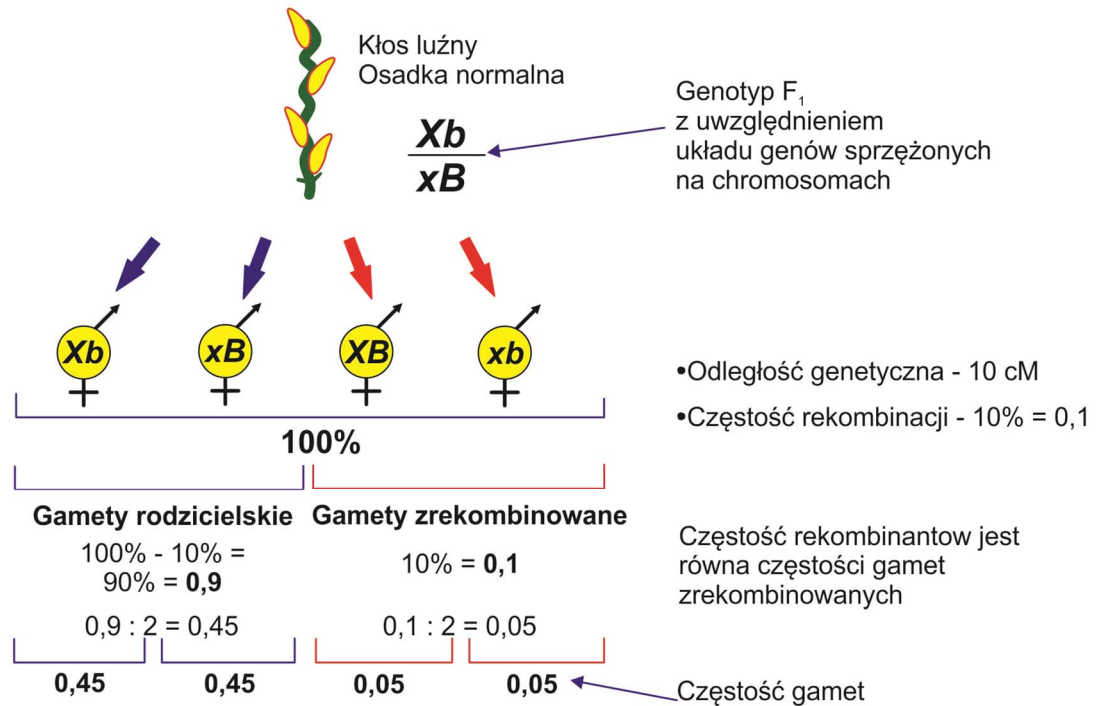 Kłos luźny
Osadka normalna
Xb
xB
Genotyp F₁
z uwzględnieniem
układu genów sprzężonych
na chromosomach
Xb xB XB xb
•Odległość genetyczna - 10 cM
•Częstość rekombinacji - 10% = 0,1
100%
Gamety rodzicielskie Gamety zrekombinowane
100% - 10% =
90% = 0,9
10% = 0,1
Częstość rekombinantow jest
równa częstości gamet
zrekombinowanych
0,9 : 2 = 0,45 0,1 : 2 = 0,05
0,45 0,45 0,05 0,05
Częstość gamet